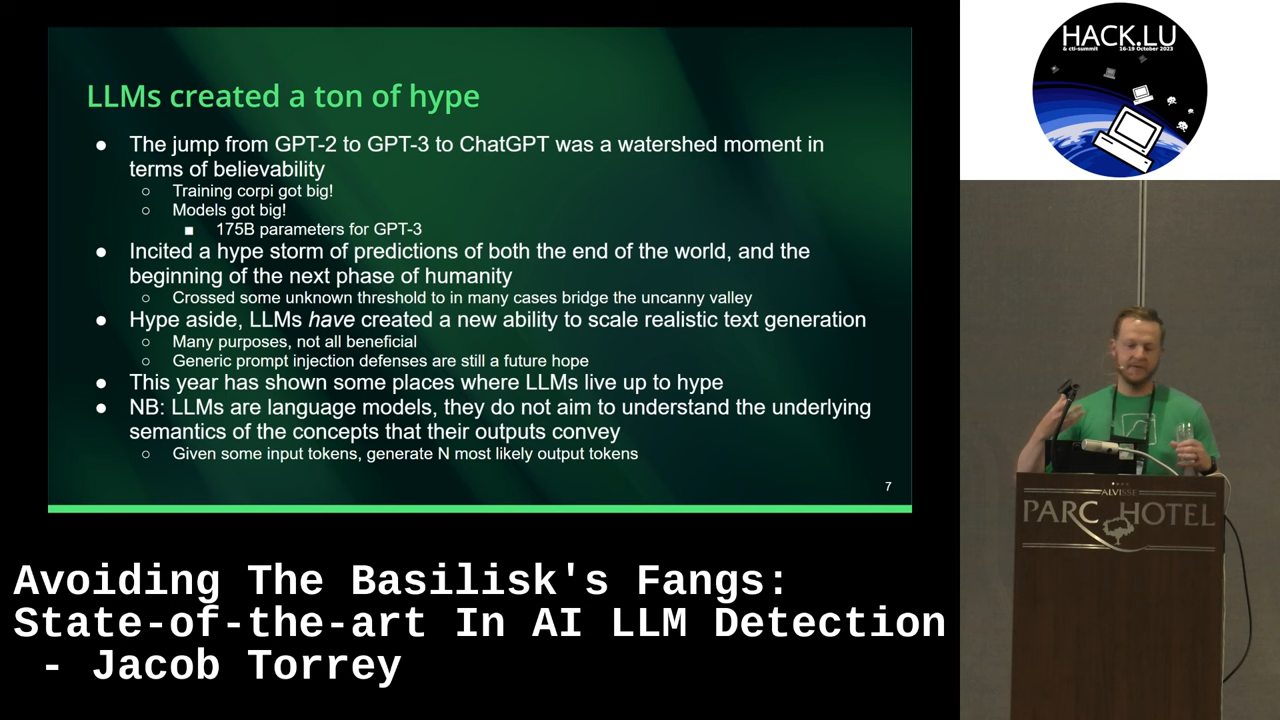 LLMs created a ton of hype
● The jump from GPT-2 to GPT-3 to ChatGPT was a watershed moment in
terms of believability
○ Training corpi got big!
○ Models got big!
■ 175B parameters for GPT-3
● Incited a hype storm of predictions of both the end of the world, and the
beginning of the next phase of humanity
○ Crossed some unknown threshold to in many cases bridge the uncanny valley
● Hype aside, LLMs have created a new ability to scale realistic text generation
○ Many purposes, not all beneficial
○ Generic prompt injection defenses are still a future hope
● This year has shown some places where LLMs live up to hype
● NB: LLMs are language models, they do not aim to understand the underlying
semantics of the concepts that their outputs convey
○ Given some input tokens, generate N most likely output tokens
7
HACK.LU
& cti-summit 16-19 October 2023
ALVISSE
PARC HOTEL
Avoiding The Basilisk's Fangs:
State-of-the-art In AI LLM Detection
- Jacob Torrey